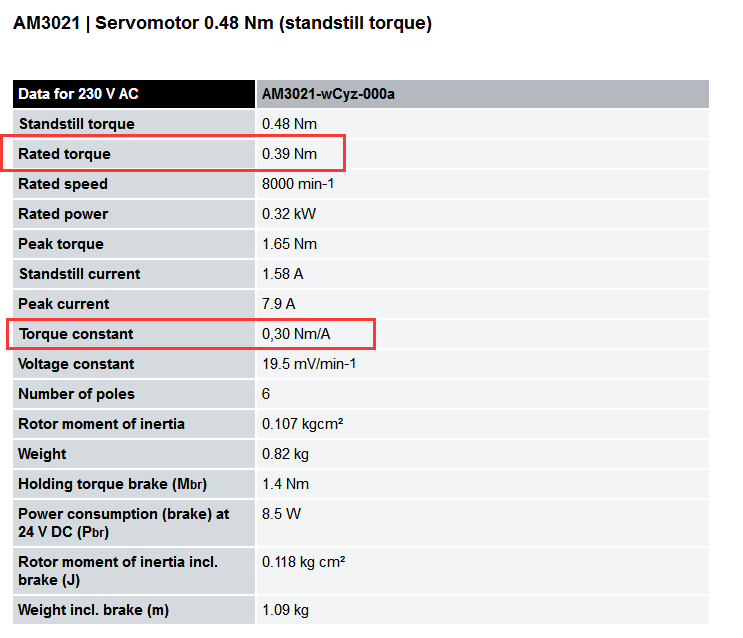 AM3021 | Servomotor 0.48 Nm (standstill torque)
Data for 230 V AC AM3021-wCyz-000a
Standstill torque 0.48 Nm
Rated torque 0.39 Nm
Rated speed 8000 min-1
Rated power 0.32 kW
Peak torque 1.65 Nm
Standstill current 1.58 A
Peak current 7.9 A
Torque constant 0,30 Nm/A
Voltage constant 19.5 mV/min-1
Number of poles 6
Rotor moment of inertia 0.107 kgcm²
Weight 0.82 kg
Holding torque brake (Mbr) 1.4 Nm
Power consumption (brake) at 8.5 W
24 V DC (Pbr)
Rotor moment of inertia incl. 0.118 kg cm²
brake (J)
Weight incl. brake (m) 1.09 kg